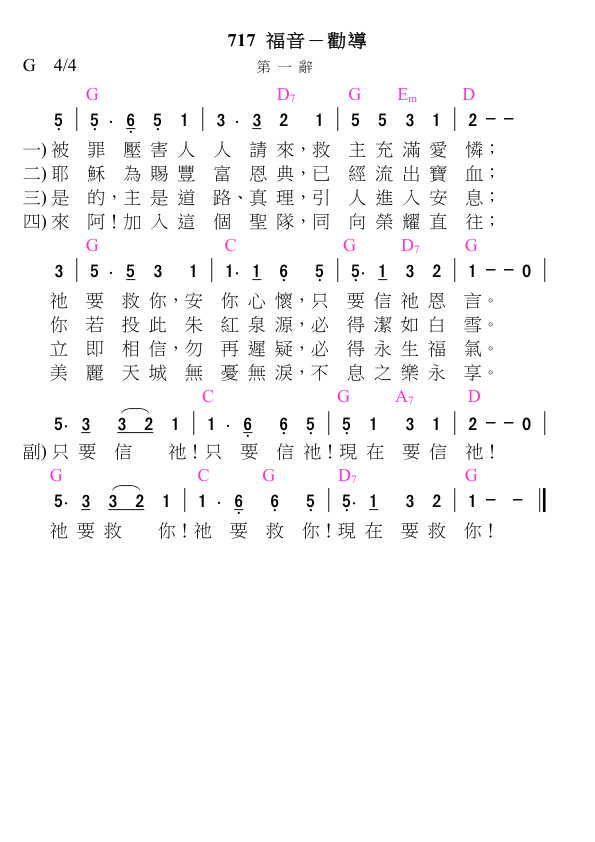 717 福音－勸導
G 4/4 第一辭
G D7 G Em D
5 | 5 · 6 5 1 | 3 · 3 2 1 | 5 5 3 1 | 2 － －
一) 被 罪 壓 害 人 人 請 來，救 主 充 滿 愛 憐；
二) 耶 穌 為 賜 豐 富 恩 典，已 經 流 出 寶 血；
三) 是 的，主 是 道 路、真 理，引 人 進 入 安 息；
四) 來 阿！加 入 這 個 聖 隊，同 向 榮 耀 直 往；
G C G D7 G
3 | 5 · 5 3 1 | 1· 1 6 5 | 5· 1 3 2 | 1 － － 0 |
祂 要 救 你，安 你 心 懷，只 要 信 祂 恩 言。
你 若 投 此 朱 紅 泉 源，必 得 潔 如 白 雪。
立 即 相 信，勿 再 遲 疑，必 得 永 生 福 氣。
美 麗 天 城 無 憂 無 淚，不 息 之 樂 永 享。
C G A7 D
5· 3 3 2 1 | 1 · 6 6 5 | 5 1 3 1 | 2 － － 0 |
副) 只 要 信 祂！只 要 信 祂！現 在 要 信 祂！
G C G D7 G
5· 3 3 2 1 | 1 · 6 6 5 | 5· 1 3 2 | 1 － － ‖
祂 要 救 你！祂 要 救 你！現 在 要 救 你！